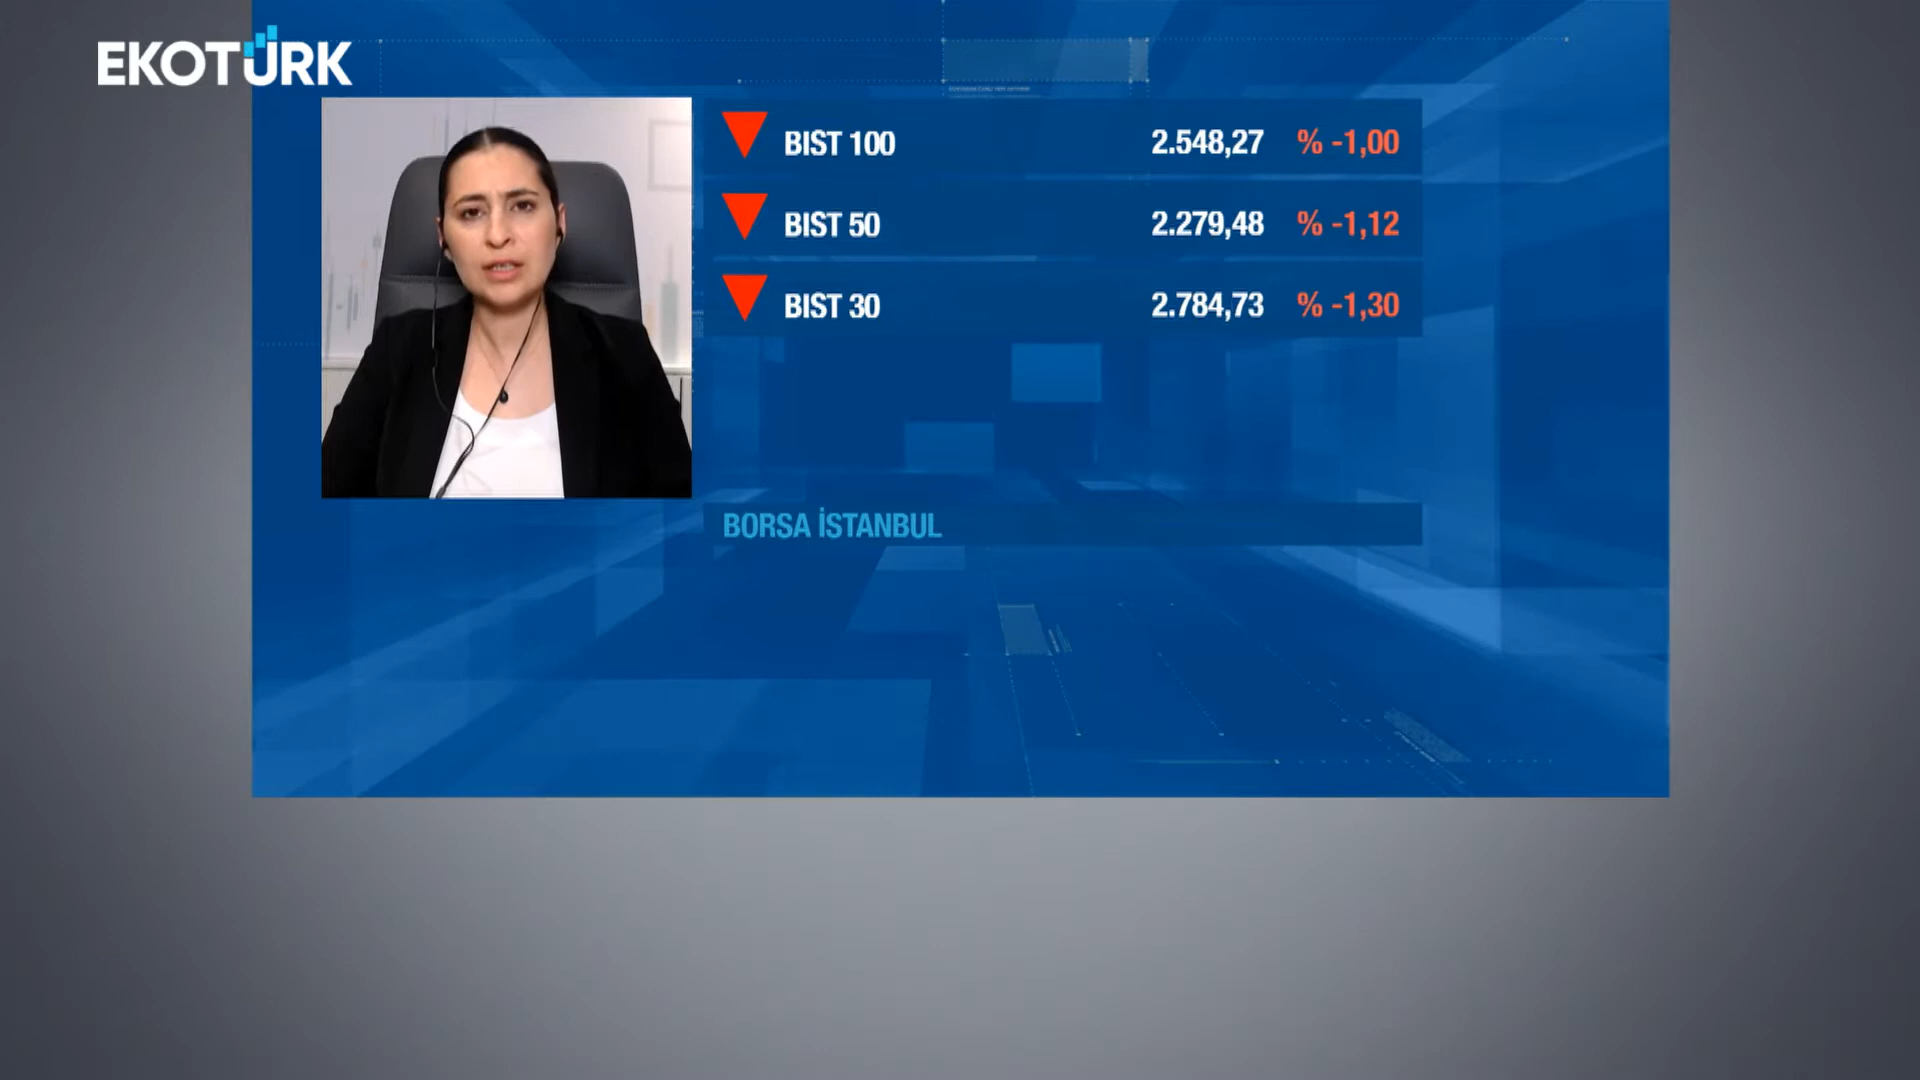 EKOTÜRK
BIST 100 2.548,27 % -1,00
BIST 50 2.279,48 % -1,12
BIST 30 2.784,73 % -1,30
BORSA İSTANBUL